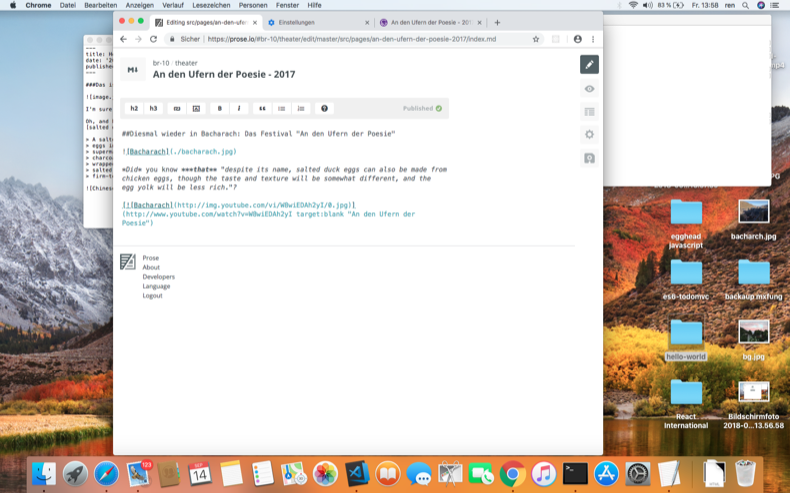 Chrome Datei Bearbeiten Anzeigen Verlauf Lesezeichen Personen Fenster Hilfe
83 % Fr. 13:58 ren
Editing src/pages/an-den-ufern
Einstellungen
An den Ufern der Poesie - 201
Sicher https://prose.io/#br-10/theater/edit/master/src/pages/an-den-ufern-der-poesie-2017/index.md
title:
date:
publishe
###Das i
![image.
I'm sure
Oh, and
[salted
> A salt
> eggs i
> superm
> charco
> wrappe
> salted
> firm-t
![Chines
br-10 · theater
An den Ufern der Poesie - 2017
h2 h3 B i
Published
##Diesmal wieder in Bacharach: Das Festival "An den Ufern der Poesie"
![Bacharach](./bacharach.jpg)
*Did* you know ***that** "despite its name, salted duck eggs can also be made from
chicken eggs, though the taste and texture will be somewhat different, and the
egg yolk will be less rich."?
[![Bacharach](http://img.youtube.com/vi/WBwiEDAh2yI/0.jpg)]
(http://www.youtube.com/watch?v=WBwiEDAh2yI target:blank "An den Ufern der
Poesie")
Prose
About
Developers
Language
Logout
mp4
egghead
javascript
bacharch.jpg
es6-todomvc
backaup mxfung
hello-world
bg.jpg
React
International
Bildschirmfoto
2018-0...13.56.58
123
SEP
14